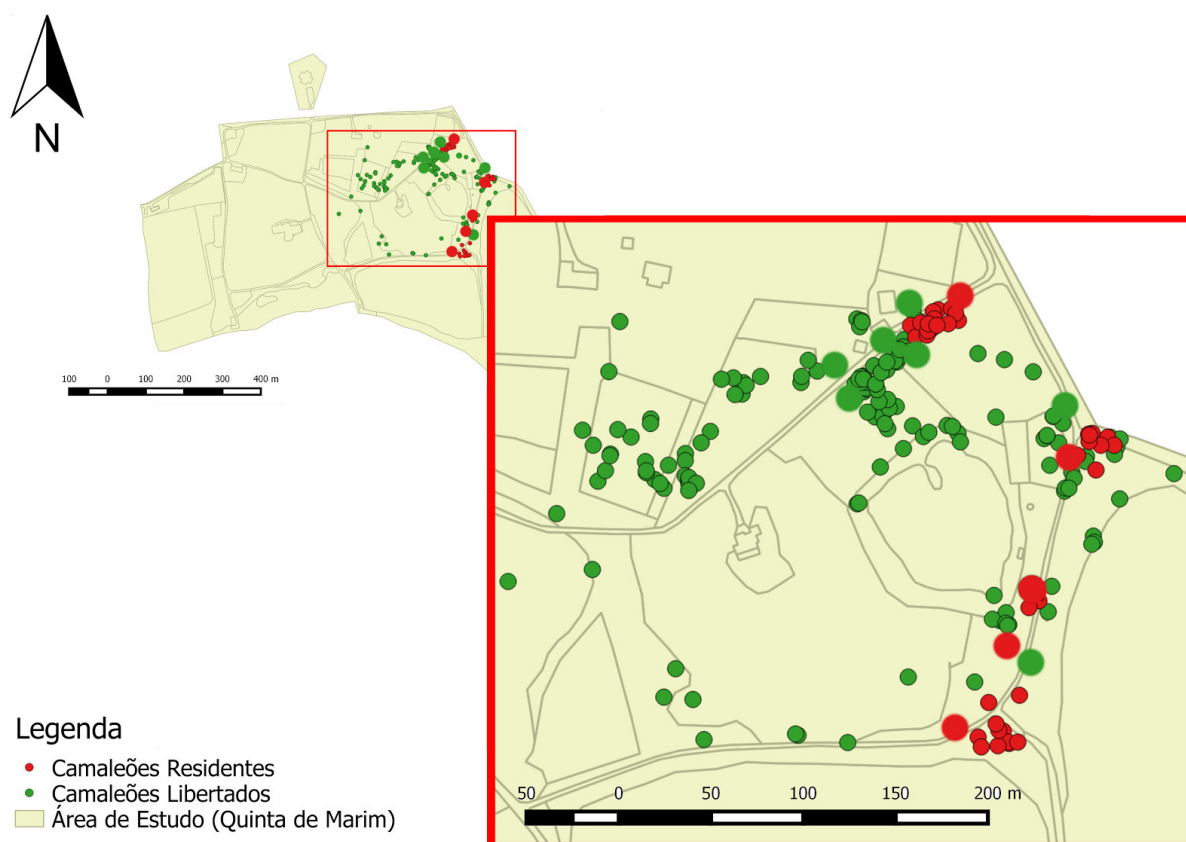 N
100 0 100 200 300 400 m
Legenda
Camaleões Residentes
Camaleões Libertados
Área de Estudo (Quinta de Marim)
50 0 50 100 150 200 m